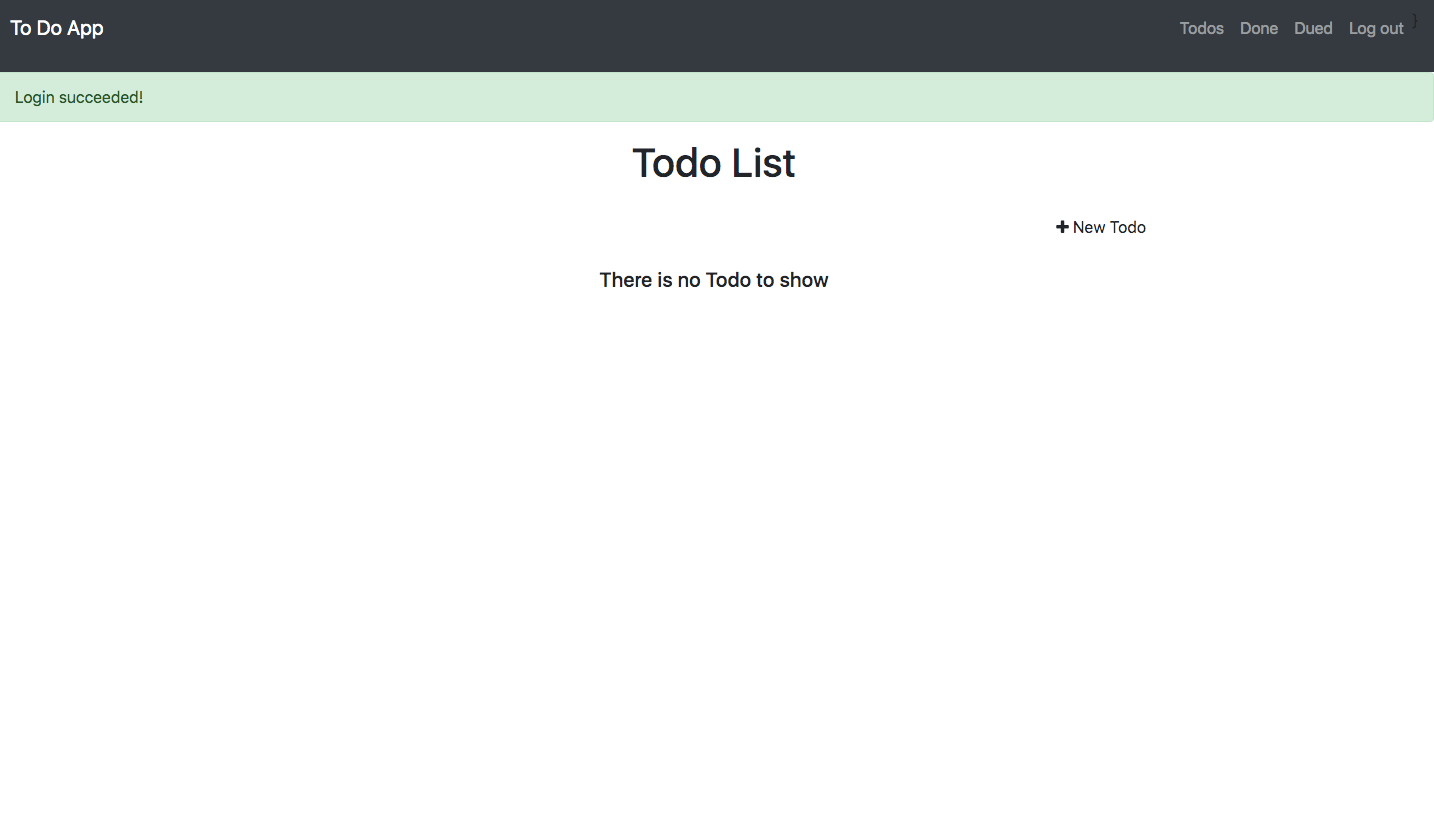 To Do App
Todos Done Dued Log out }
Login succeeded!
Todo List
New Todo
There is no Todo to show